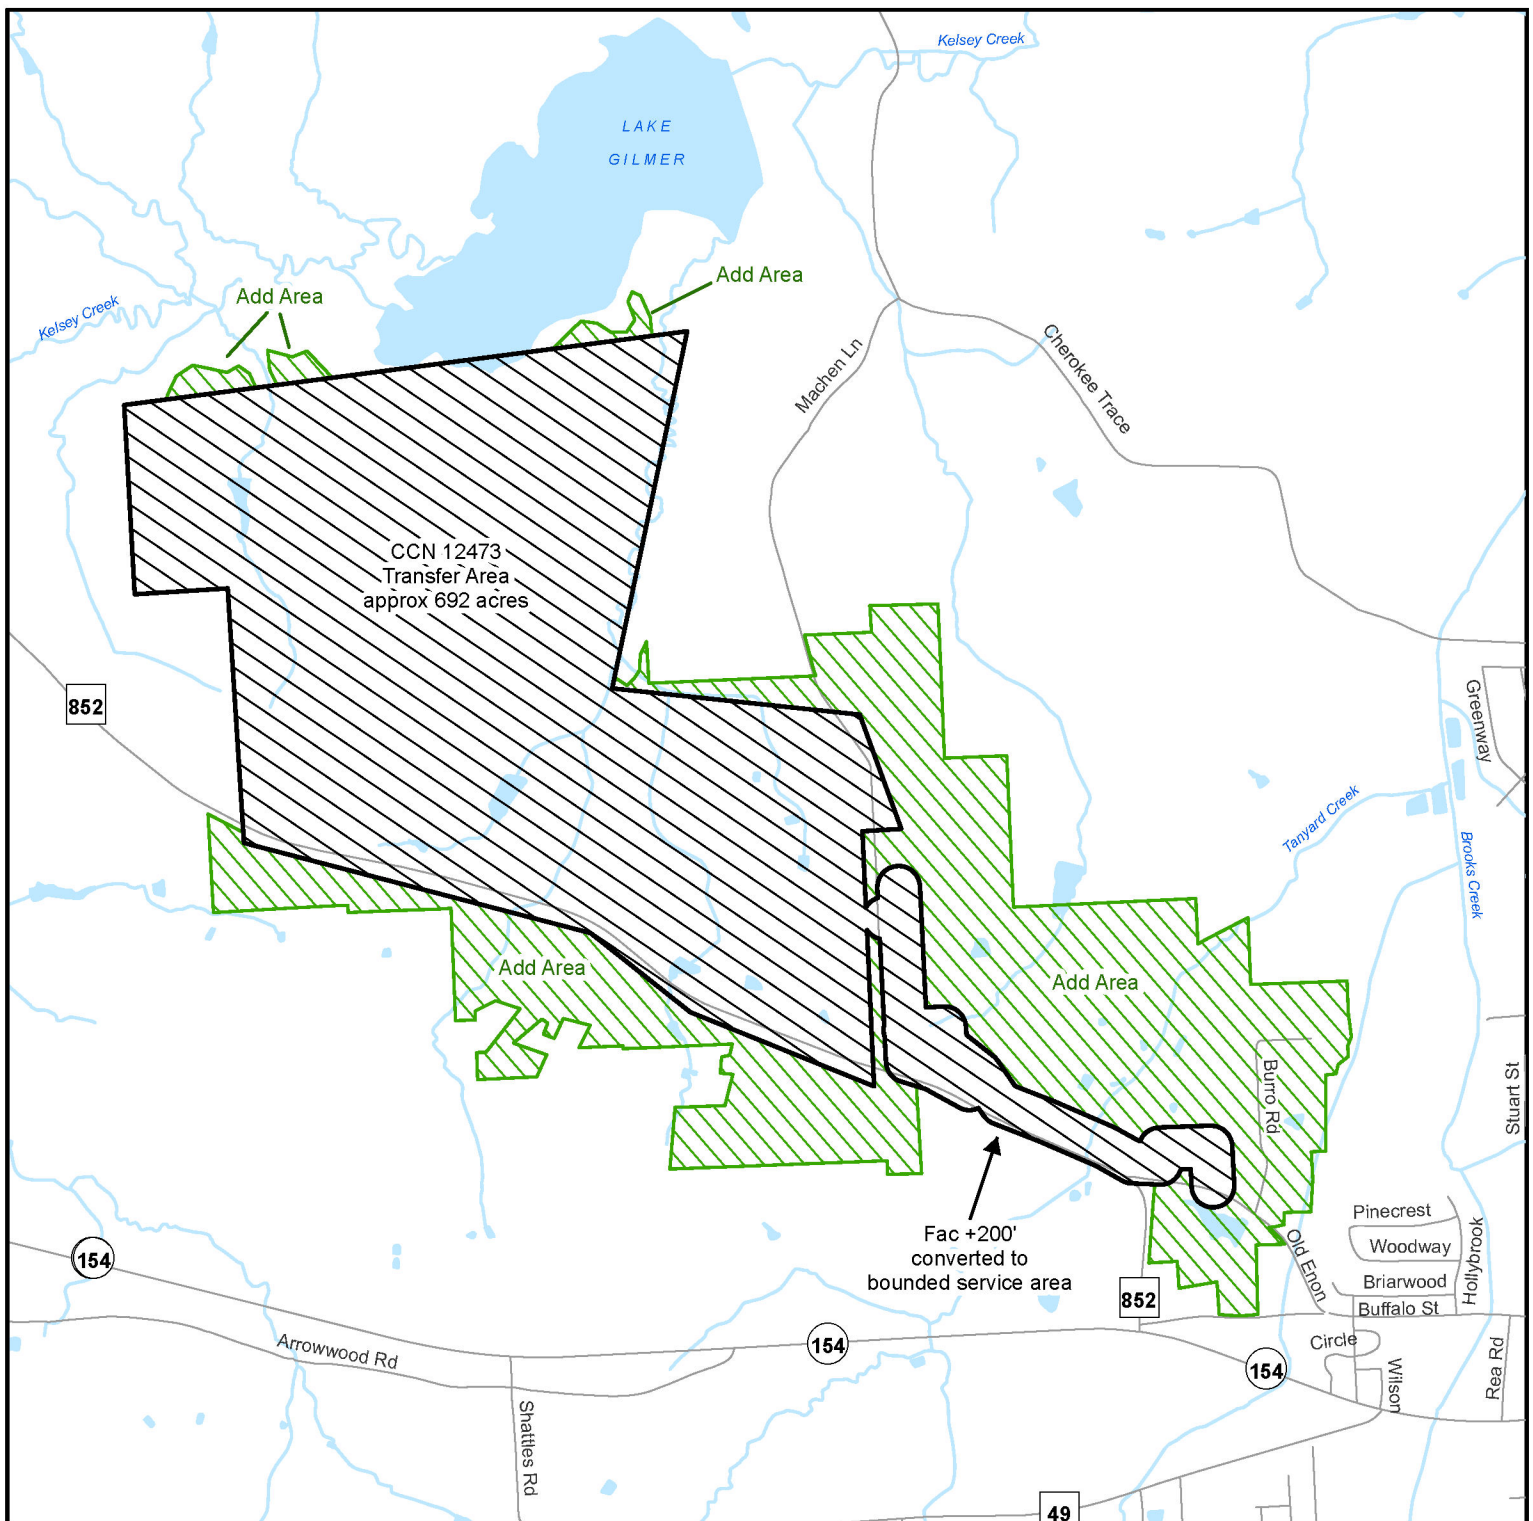 Kelsey Creek
LAKE
GILMER
Add Area
Add Area
Kelsey Creek
Machen Ln
Cherokee Trace
CCN 12473
Transfer Area
approx 692 acres
852
Greenway
Tanyard Creek
Brooks Creek
Add Area
Add Area
Burro Rd
Stuart St
Fac +200'
converted to
bounded service area
154
852
Old Enon
Pinecrest
Woodway
Hollybrook
Briarwood
Buffalo St
Arrowwood Rd
154
154
Circle
Wilson
Rea Rd
Shattles Rd
49